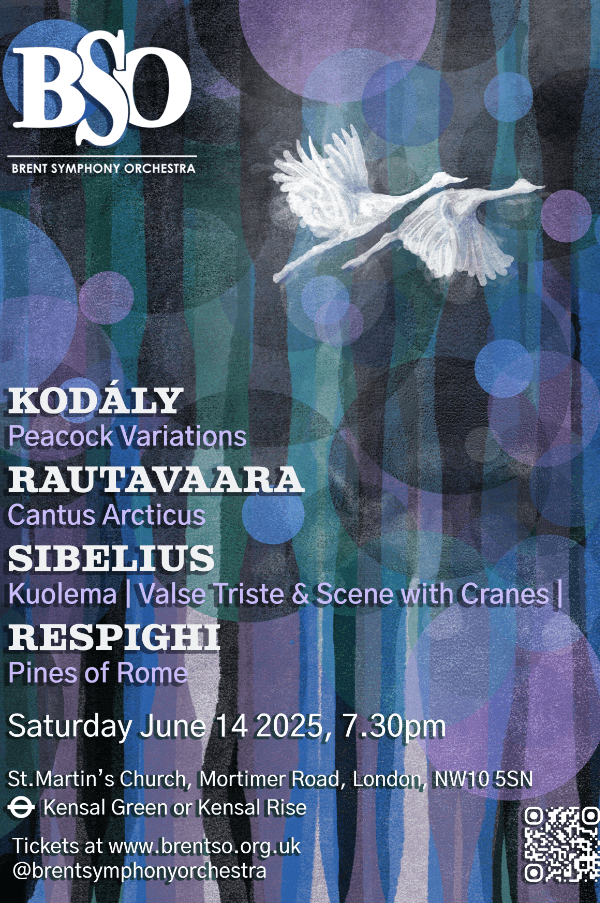 BSO
BRENT SYMPHONY ORCHESTRA
KODÁLY
Peacock Variations
RAUTAVAARA
Cantus Arcticus
SIBELIUS
Kuolema | Valse Triste & Scene with Cranes |
RESPIGHI
Pines of Rome
Saturday June 14 2025, 7.30pm
St.Martin's Church, Mortimer Road, London, NW10 5SN
Kensal Green or Kensal Rise
Tickets at www.brentso.org.uk
@brentsymphonyorchestra